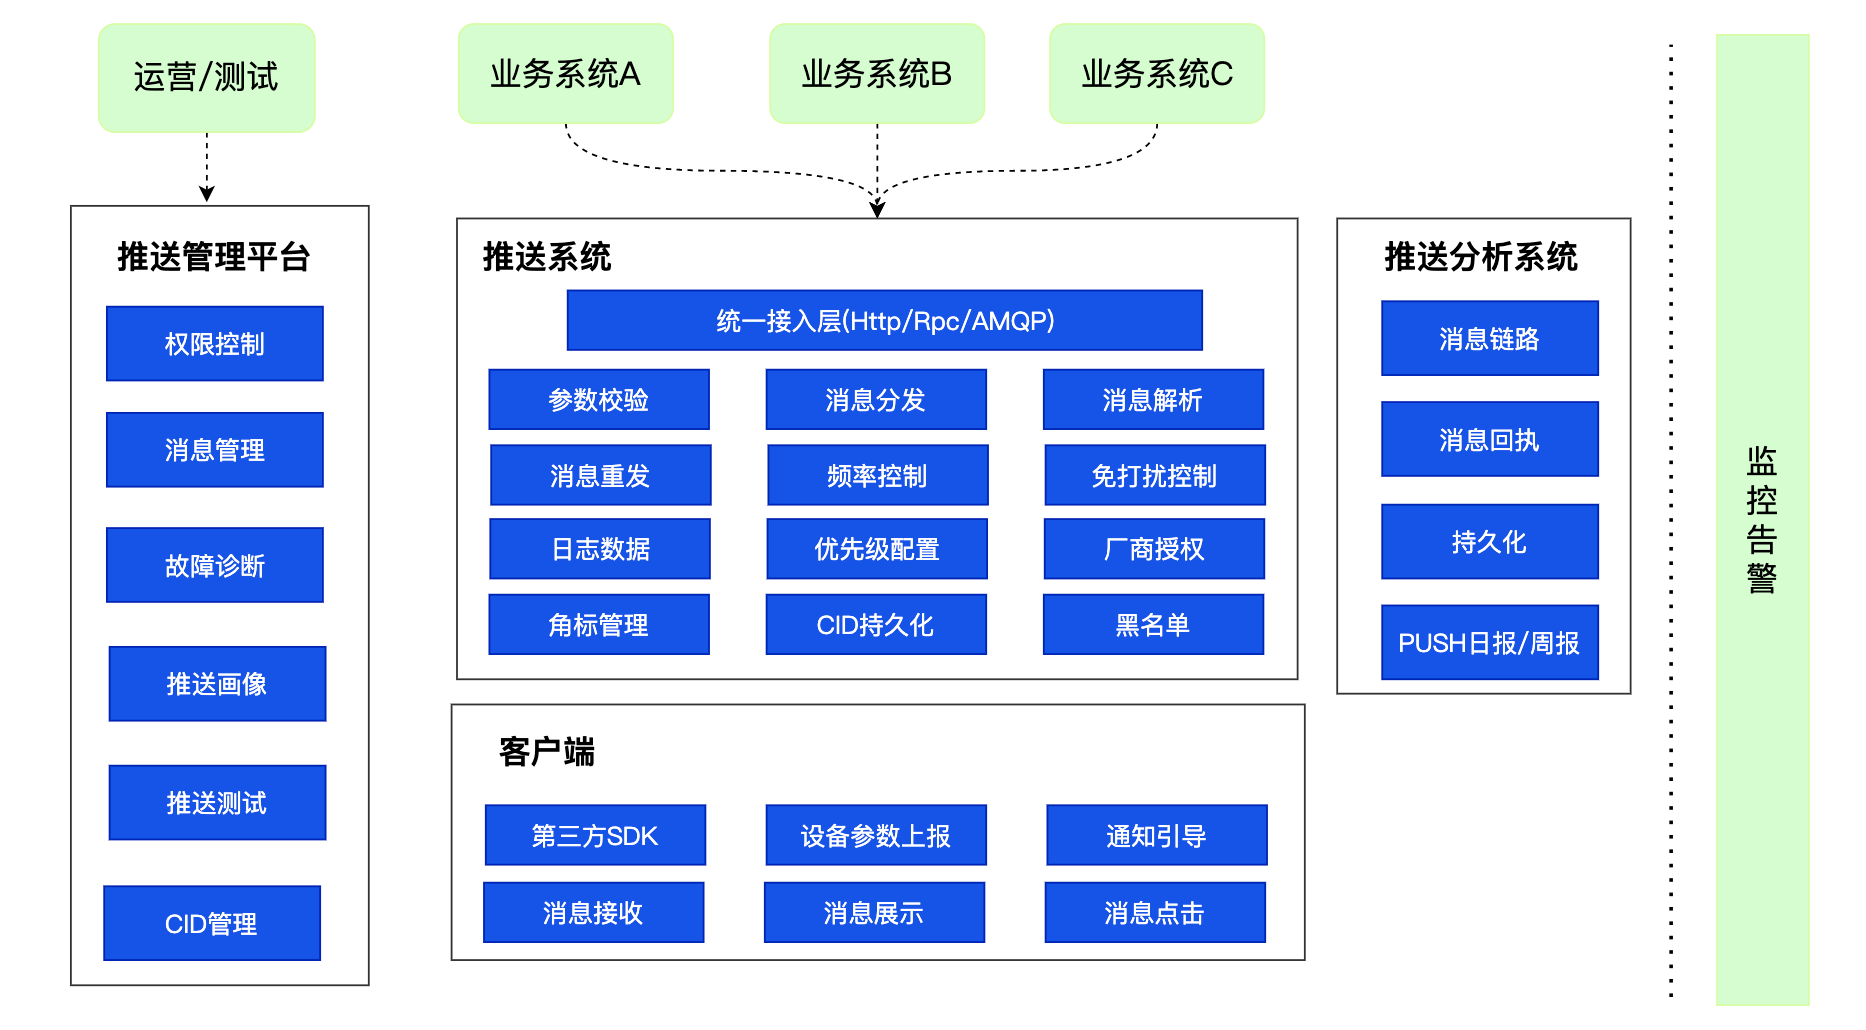 运营/测试
业务系统A
业务系统B
业务系统C
推送管理平台
权限控制
消息管理
故障诊断
推送画像
推送测试
CID管理
推送系统
统一接入层(Http/Rpc/AMQP)
参数校验
消息分发
消息解析
消息重发
频率控制
免打扰控制
日志数据
优先级配置
厂商授权
角标管理
CID持久化
黑名单
客户端
第三方SDK
设备参数上报
通知引导
消息接收
消息展示
消息点击
推送分析系统
消息链路
消息回执
持久化
PUSH日报/周报
监控告警